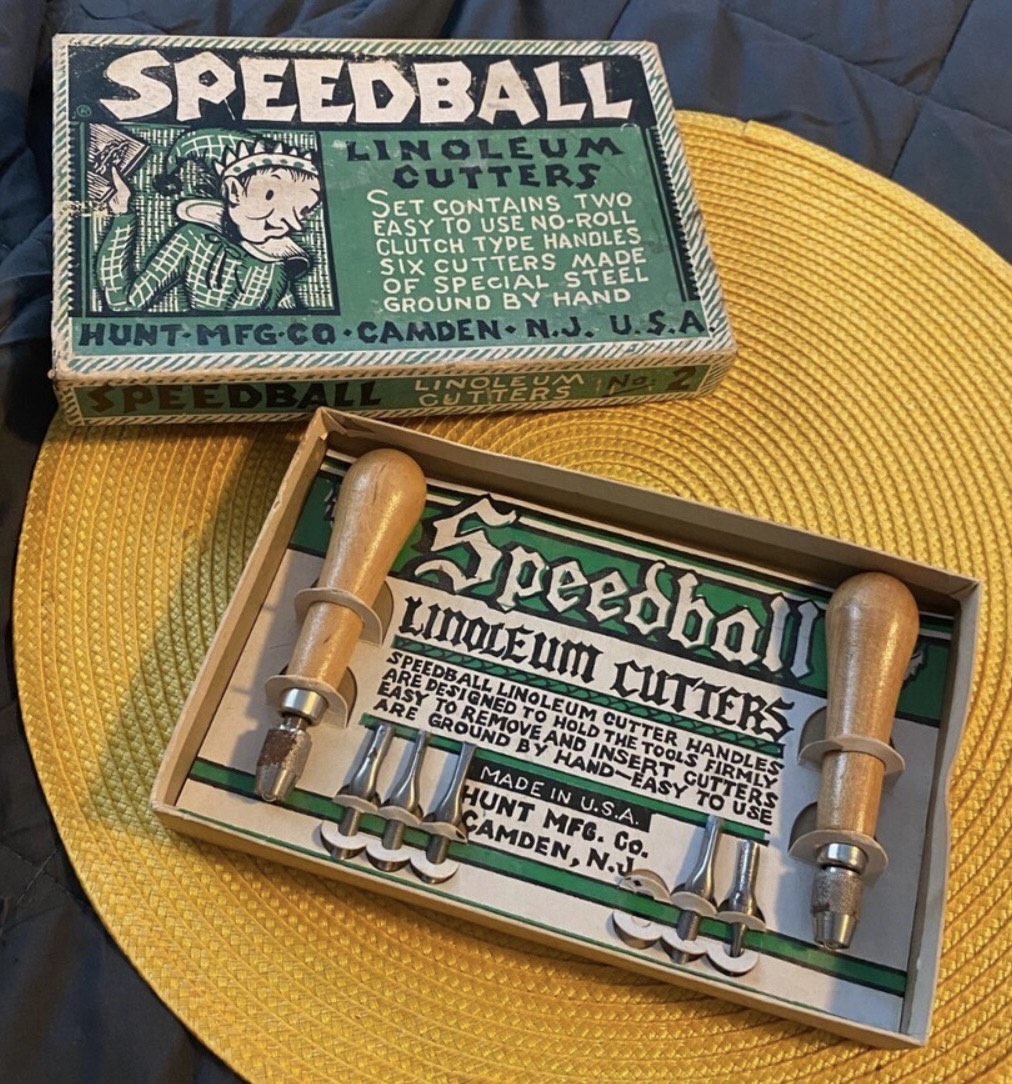 SPEEDBALL
®
LINOLEUM
CUTTERS
SET CONTAINS TWO
EASY TO USE NO-ROLL
CLUTCH TYPE HANDLES
SIX CUTTERS MADE
OF SPECIAL STEEL
GROUND BY HAND
HUNT·MFG·CO·CAMDEN·N.J. U.S.A.
SPEEDBALL LINOLEUM CUTTERS No. 2
Speedball
LINOLEUM CUTTERS
SPEEDBALL LINOLEUM CUTTER HANDLES
ARE DESIGNED TO HOLD THE TOOLS FIRMLY
EASY TO REMOVE AND INSERT CUTTERS
ARE GROUND BY HAND—EASY TO USE
MADE IN U.S.A.
HUNT MFG. Co.
CAMDEN, N.J.